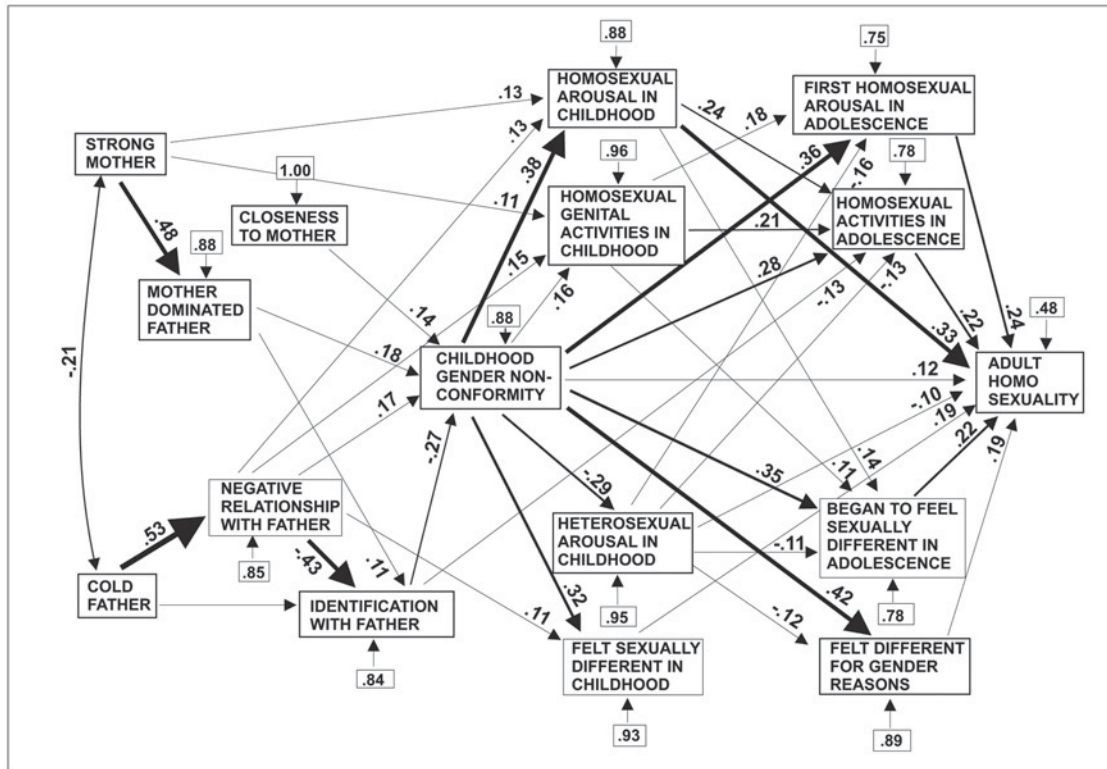 .88
.75
HOMOSEXUAL
AROUSAL IN
CHILDHOOD
FIRST HOMOSEXUAL
AROUSAL IN
ADOLESCENCE
.13
.24
.18
STRONG
MOTHER
.13
.38
.96
.36
-.16
.78
1.00
CLOSENESS
TO MOTHER
.11
HOMOSEXUAL
GENITAL
ACTIVITIES IN
CHILDHOOD
.21
HOMOSEXUAL
ACTIVITIES IN
ADOLESCENCE
.48
.88
MOTHER
DOMINATED
FATHER
.15
.16
.28
-.13
-.13
.14
.88
.33
.22
.24
.48
-.21
.18
CHILDHOOD
GENDER NON-
CONFORMITY
.12
ADULT
HOMO
SEXUALITY
.17
-.10
.19
.22
.19
-.27
.35
.11
.14
NEGATIVE
RELATIONSHIP
WITH FATHER
-.29
HETEROSEXUAL
AROUSAL IN
CHILDHOOD
BEGAN TO FEEL
SEXUALLY
DIFFERENT IN
ADOLESCENCE
.53
-.43
.11
-.11
.85
COLD
FATHER
IDENTIFICATION
WITH FATHER
.11
.32
.95
-.12
.42
.78
.84
FELT SEXUALLY
DIFFERENT IN
CHILDHOOD
FELT DIFFERENT
FOR GENDER
REASONS
.93
.89